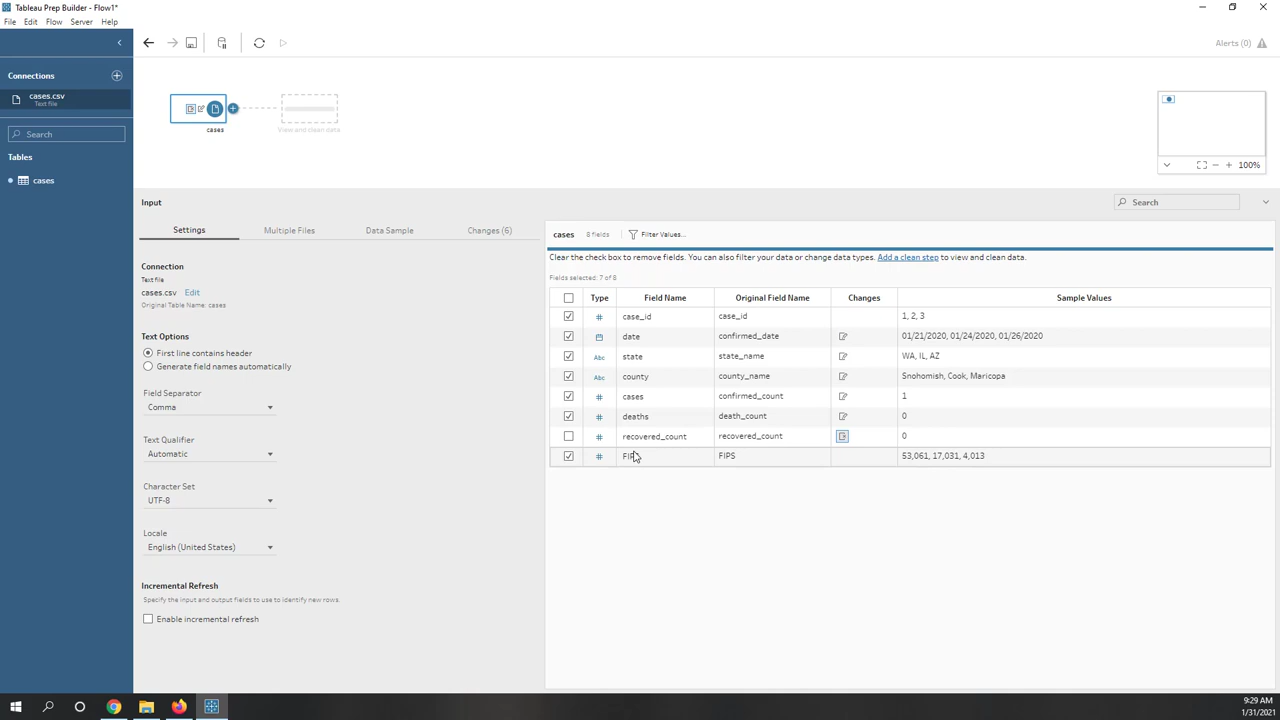 Tableau Prep Builder - Flow1*
File Edit Flow Server Help
Alerts (0)
Connections
cases.csv
Text file
Search
Tables
cases
cases
View and clean data
100%
Input
Search
Settings Multiple Files Data Sample Changes (6)
Connection
Text file
cases.csv Edit
Original Table Name: cases
Text Options
First line contains header
Generate field names automatically
Field Separator
Comma
Text Qualifier
Automatic
Character Set
UTF-8
Locale
English (United States)
Incremental Refresh
Specify the input and output fields to use to identify new rows.
Enable incremental refresh
cases 8 fields Filter Values...
Clear the check box to remove fields. You can also filter your data or change data types. Add a clean step to view and clean data.
Fields selected: 7 of 8
Type Field Name Original Field Name Changes Sample Values
# case_id case_id 1, 2, 3
date confirmed_date 01/21/2020, 01/24/2020, 01/26/2020
Abc state state_name WA, IL, AZ
Abc county county_name Snohomish, Cook, Maricopa
# cases confirmed_count 1
# deaths death_count 0
# recovered_count recovered_count 0
# FIPS FIPS 53,061, 17,031, 4,013
9:29 AM
1/31/2021